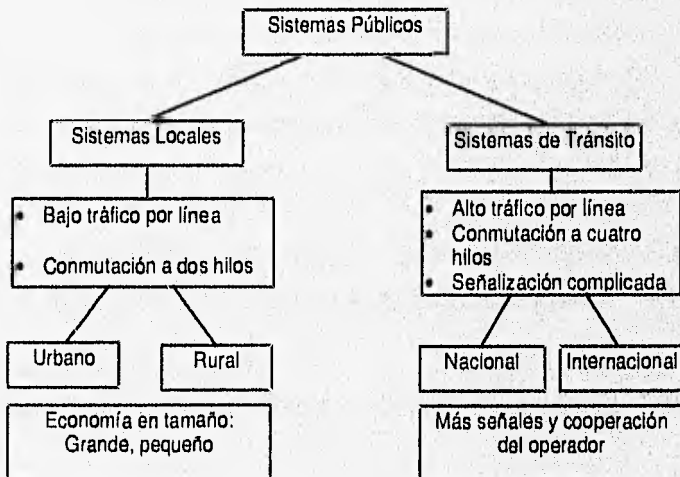 Sistemas Públicos
Sistemas Locales
Sistemas de Tránsito
• Bajo tráfico por línea
• Conmutación a dos hilos
• Alto tráfico por línea
• Conmutación a cuatro
hilos
• Señalización complicada
Urbano
Rural
Nacional
Internacional
Economía en tamaño:
Grande, pequeño
Más señales y cooperación
del operador